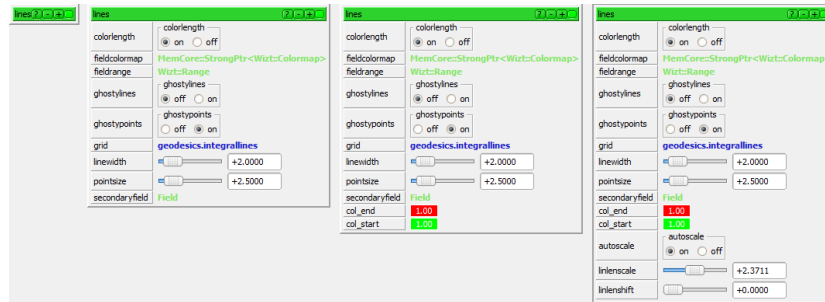 lines ? - +
lines ? - +
colorlength
colorlength
on off
fieldcolormap MemCore::StrongPtr<Wizt::Colormap>
fieldrange Wizt::Range
ghostylines
ghostylines
off on
ghostypoints
ghostypoints
off on
grid geodesics.integrallines
linewidth +2.0000
pointsize +2.5000
secondaryfield Field
lines ? - +
colorlength
colorlength
on off
fieldcolormap MemCore::StrongPtr<Wizt::Colormap>
fieldrange Wizt::Range
ghostylines
ghostylines
off on
ghostypoints
ghostypoints
off on
grid geodesics.integrallines
linewidth +2.0000
pointsize +2.5000
secondaryfield Field
col_end 1.00
col_start 1.00
lines ? - +
colorlength
colorlength
on off
fieldcolormap MemCore::StrongPtr<Wizt::Colormap
fieldrange Wizt::Range
ghostylines
ghostylines
off on
ghostypoints
ghostypoints
off on
grid geodesics.integrallines
linewidth +2.0000
pointsize +2.5000
secondaryfield Field
col_end 1.00
col_start 1.00
autoscale
autoscale
on off
linlenscale +2.3711
linlenshift +0.0000